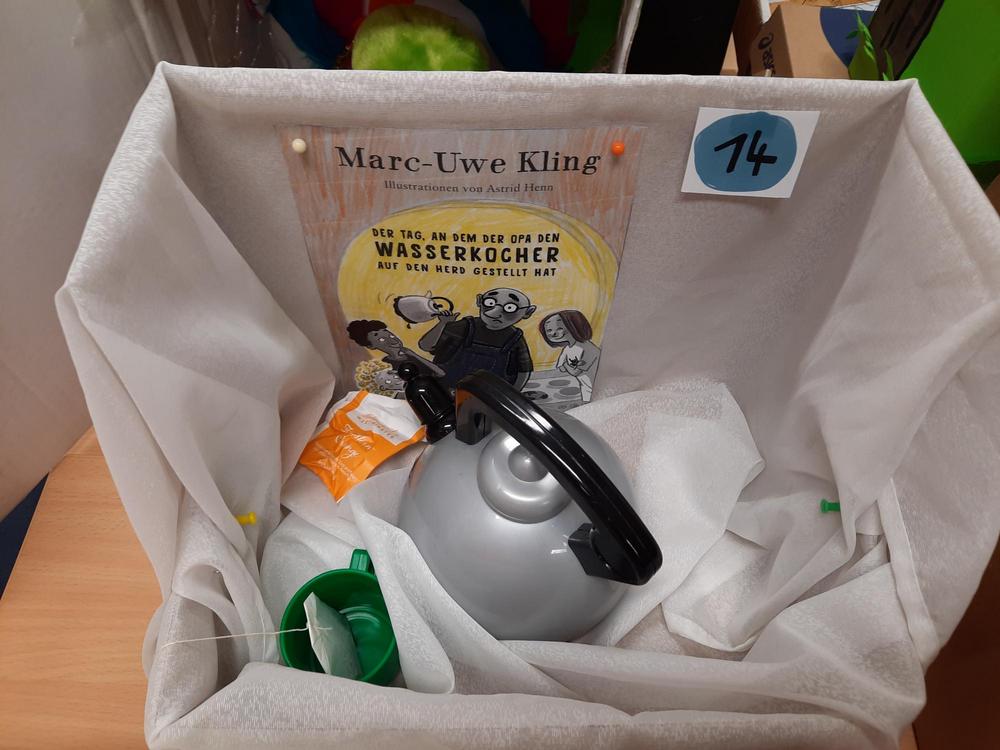 Marc-Uwe Kling
Illustrationen von Astrid Henn
DER TAG, AN DEM DER OPA DEN
WASSERKOCHER
AUF DEN HERD GESTELLT HAT
14